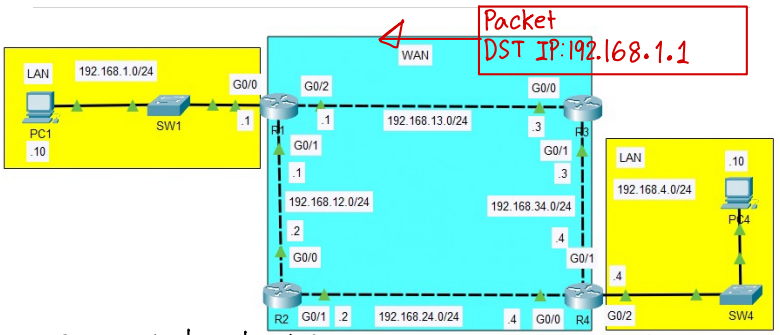 Packet
DST IP:192.168.1.1
WAN
LAN
192.168.1.0/24
G0/0
G0/2
G0/0
PC1
SW1
.1
R1
.1
192.168.13.0/24
.3
R3
.10
G0/1
G0/1
LAN
.10
.1
.3
192.168.4.0/24
192.168.12.0/24
192.168.34.0/24
PC4
.2
.4
G0/0
G0/1
.4
R2
G0/1
.2
192.168.24.0/24
.4
G0/0
R4
G0/2
SW4